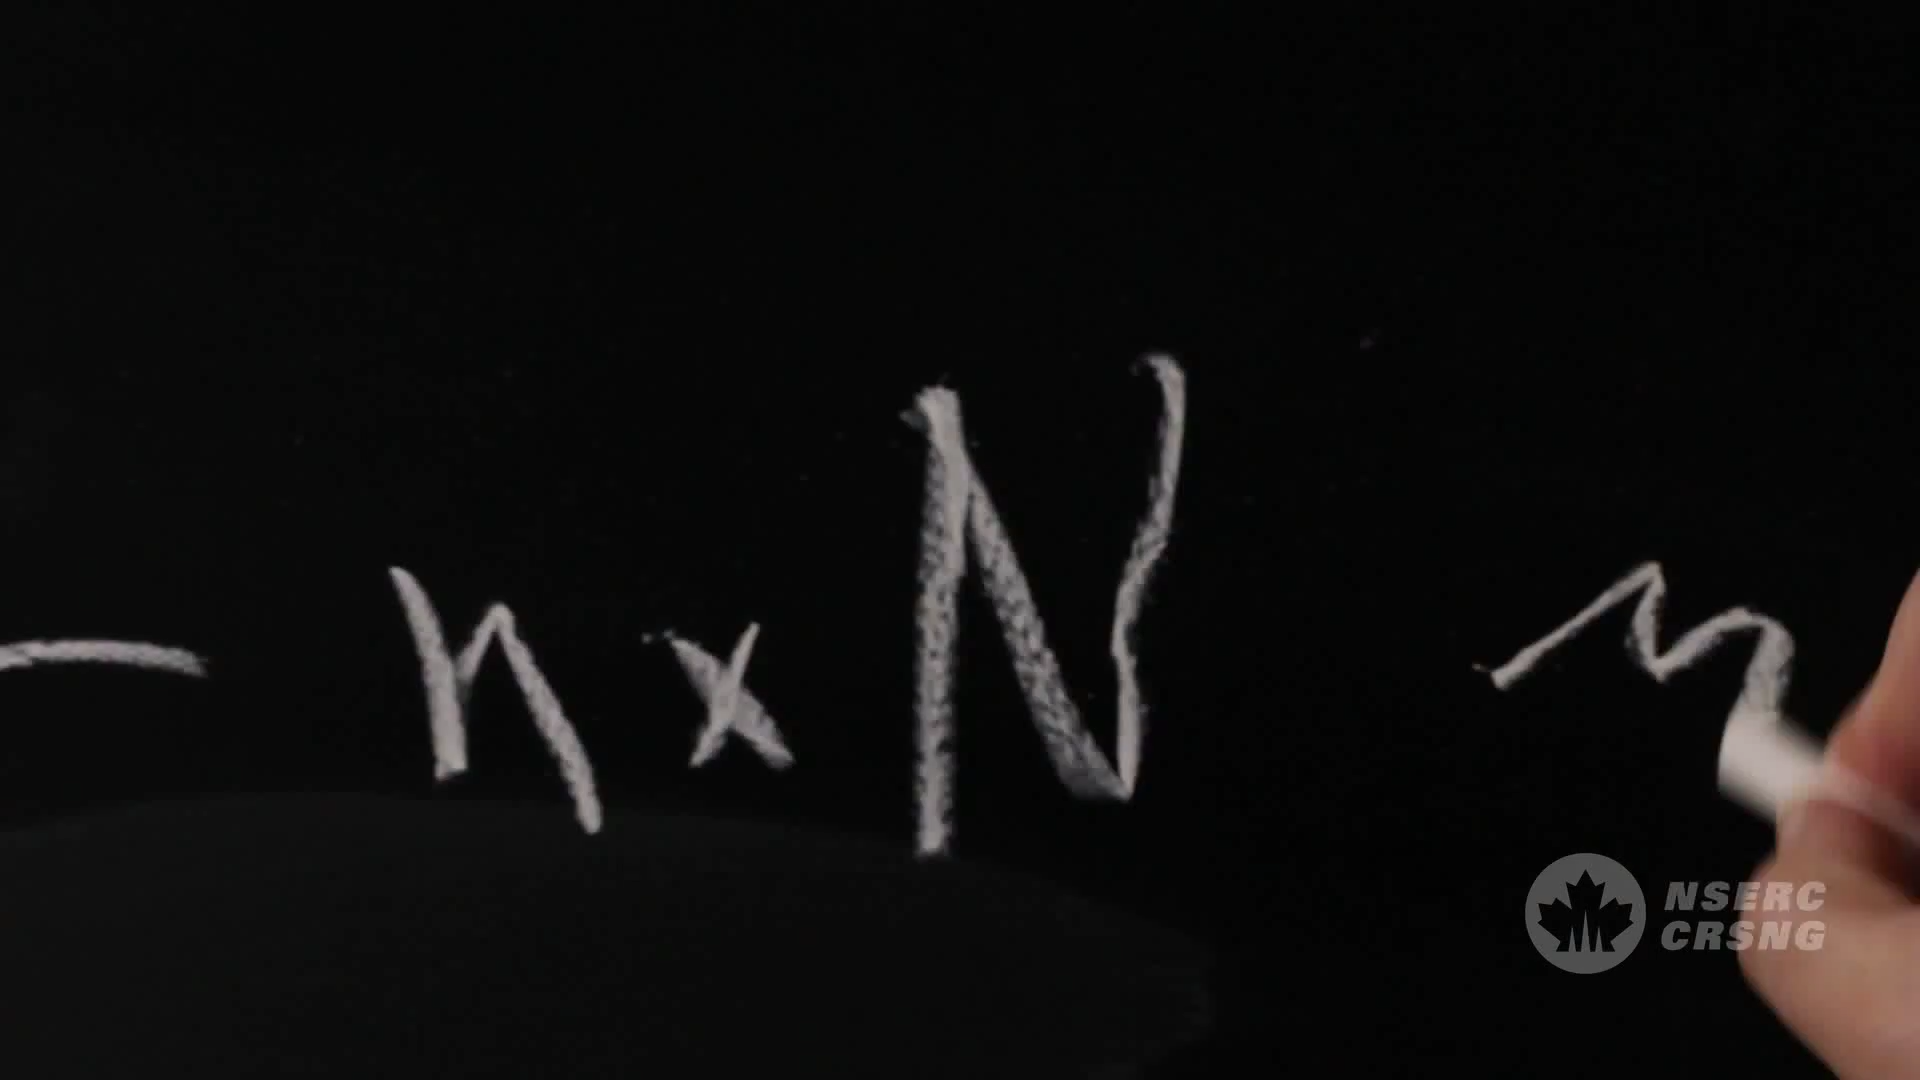 — n x N
NSERC
CRSNG